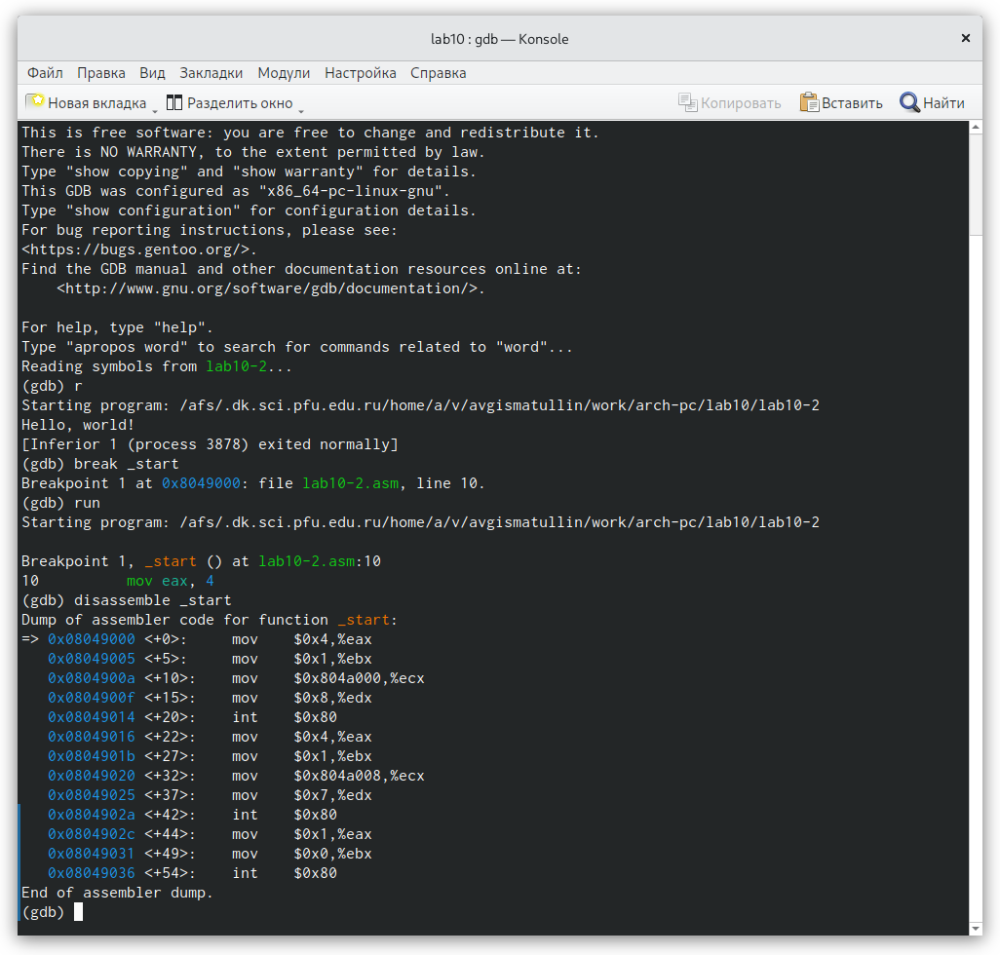 lab10 : gdb — Konsole
Файл Правка Вид Закладки Модули Настройка Справка
Новая вкладка Разделить окно Копировать Вставить Найти
This is free software: you are free to change and redistribute it.
There is NO WARRANTY, to the extent permitted by law.
Type "show copying" and "show warranty" for details.
This GDB was configured as "x86_64-pc-linux-gnu".
Type "show configuration" for configuration details.
For bug reporting instructions, please see:
<https://bugs.gentoo.org/>.
Find the GDB manual and other documentation resources online at:
    <http://www.gnu.org/software/gdb/documentation/>.
For help, type "help".
Type "apropos word" to search for commands related to "word"...
Reading symbols from lab10-2...
(gdb) r
Starting program: /afs/.dk.sci.pfu.edu.ru/home/a/v/avgismatullin/work/arch-pc/lab10/lab10-2
Hello, world!
[Inferior 1 (process 3878) exited normally]
(gdb) break _start
Breakpoint 1 at 0x8049000: file lab10-2.asm, line 10.
(gdb) run
Starting program: /afs/.dk.sci.pfu.edu.ru/home/a/v/avgismatullin/work/arch-pc/lab10/lab10-2
Breakpoint 1, _start () at lab10-2.asm:10
10          mov eax, 4
(gdb) disassemble _start
Dump of assembler code for function _start:
=> 0x08049000 <+0>:     mov    $0x4,%eax
   0x08049005 <+5>:     mov    $0x1,%ebx
   0x0804900a <+10>:    mov    $0x804a000,%ecx
   0x0804900f <+15>:    mov    $0x8,%edx
   0x08049014 <+20>:    int    $0x80
   0x08049016 <+22>:    mov    $0x4,%eax
   0x0804901b <+27>:    mov    $0x1,%ebx
   0x08049020 <+32>:    mov    $0x804a008,%ecx
   0x08049025 <+37>:    mov    $0x7,%edx
   0x0804902a <+42>:    int    $0x80
   0x0804902c <+44>:    mov    $0x1,%eax
   0x08049031 <+49>:    mov    $0x0,%ebx
   0x08049036 <+54>:    int    $0x80
End of assembler dump.
(gdb)